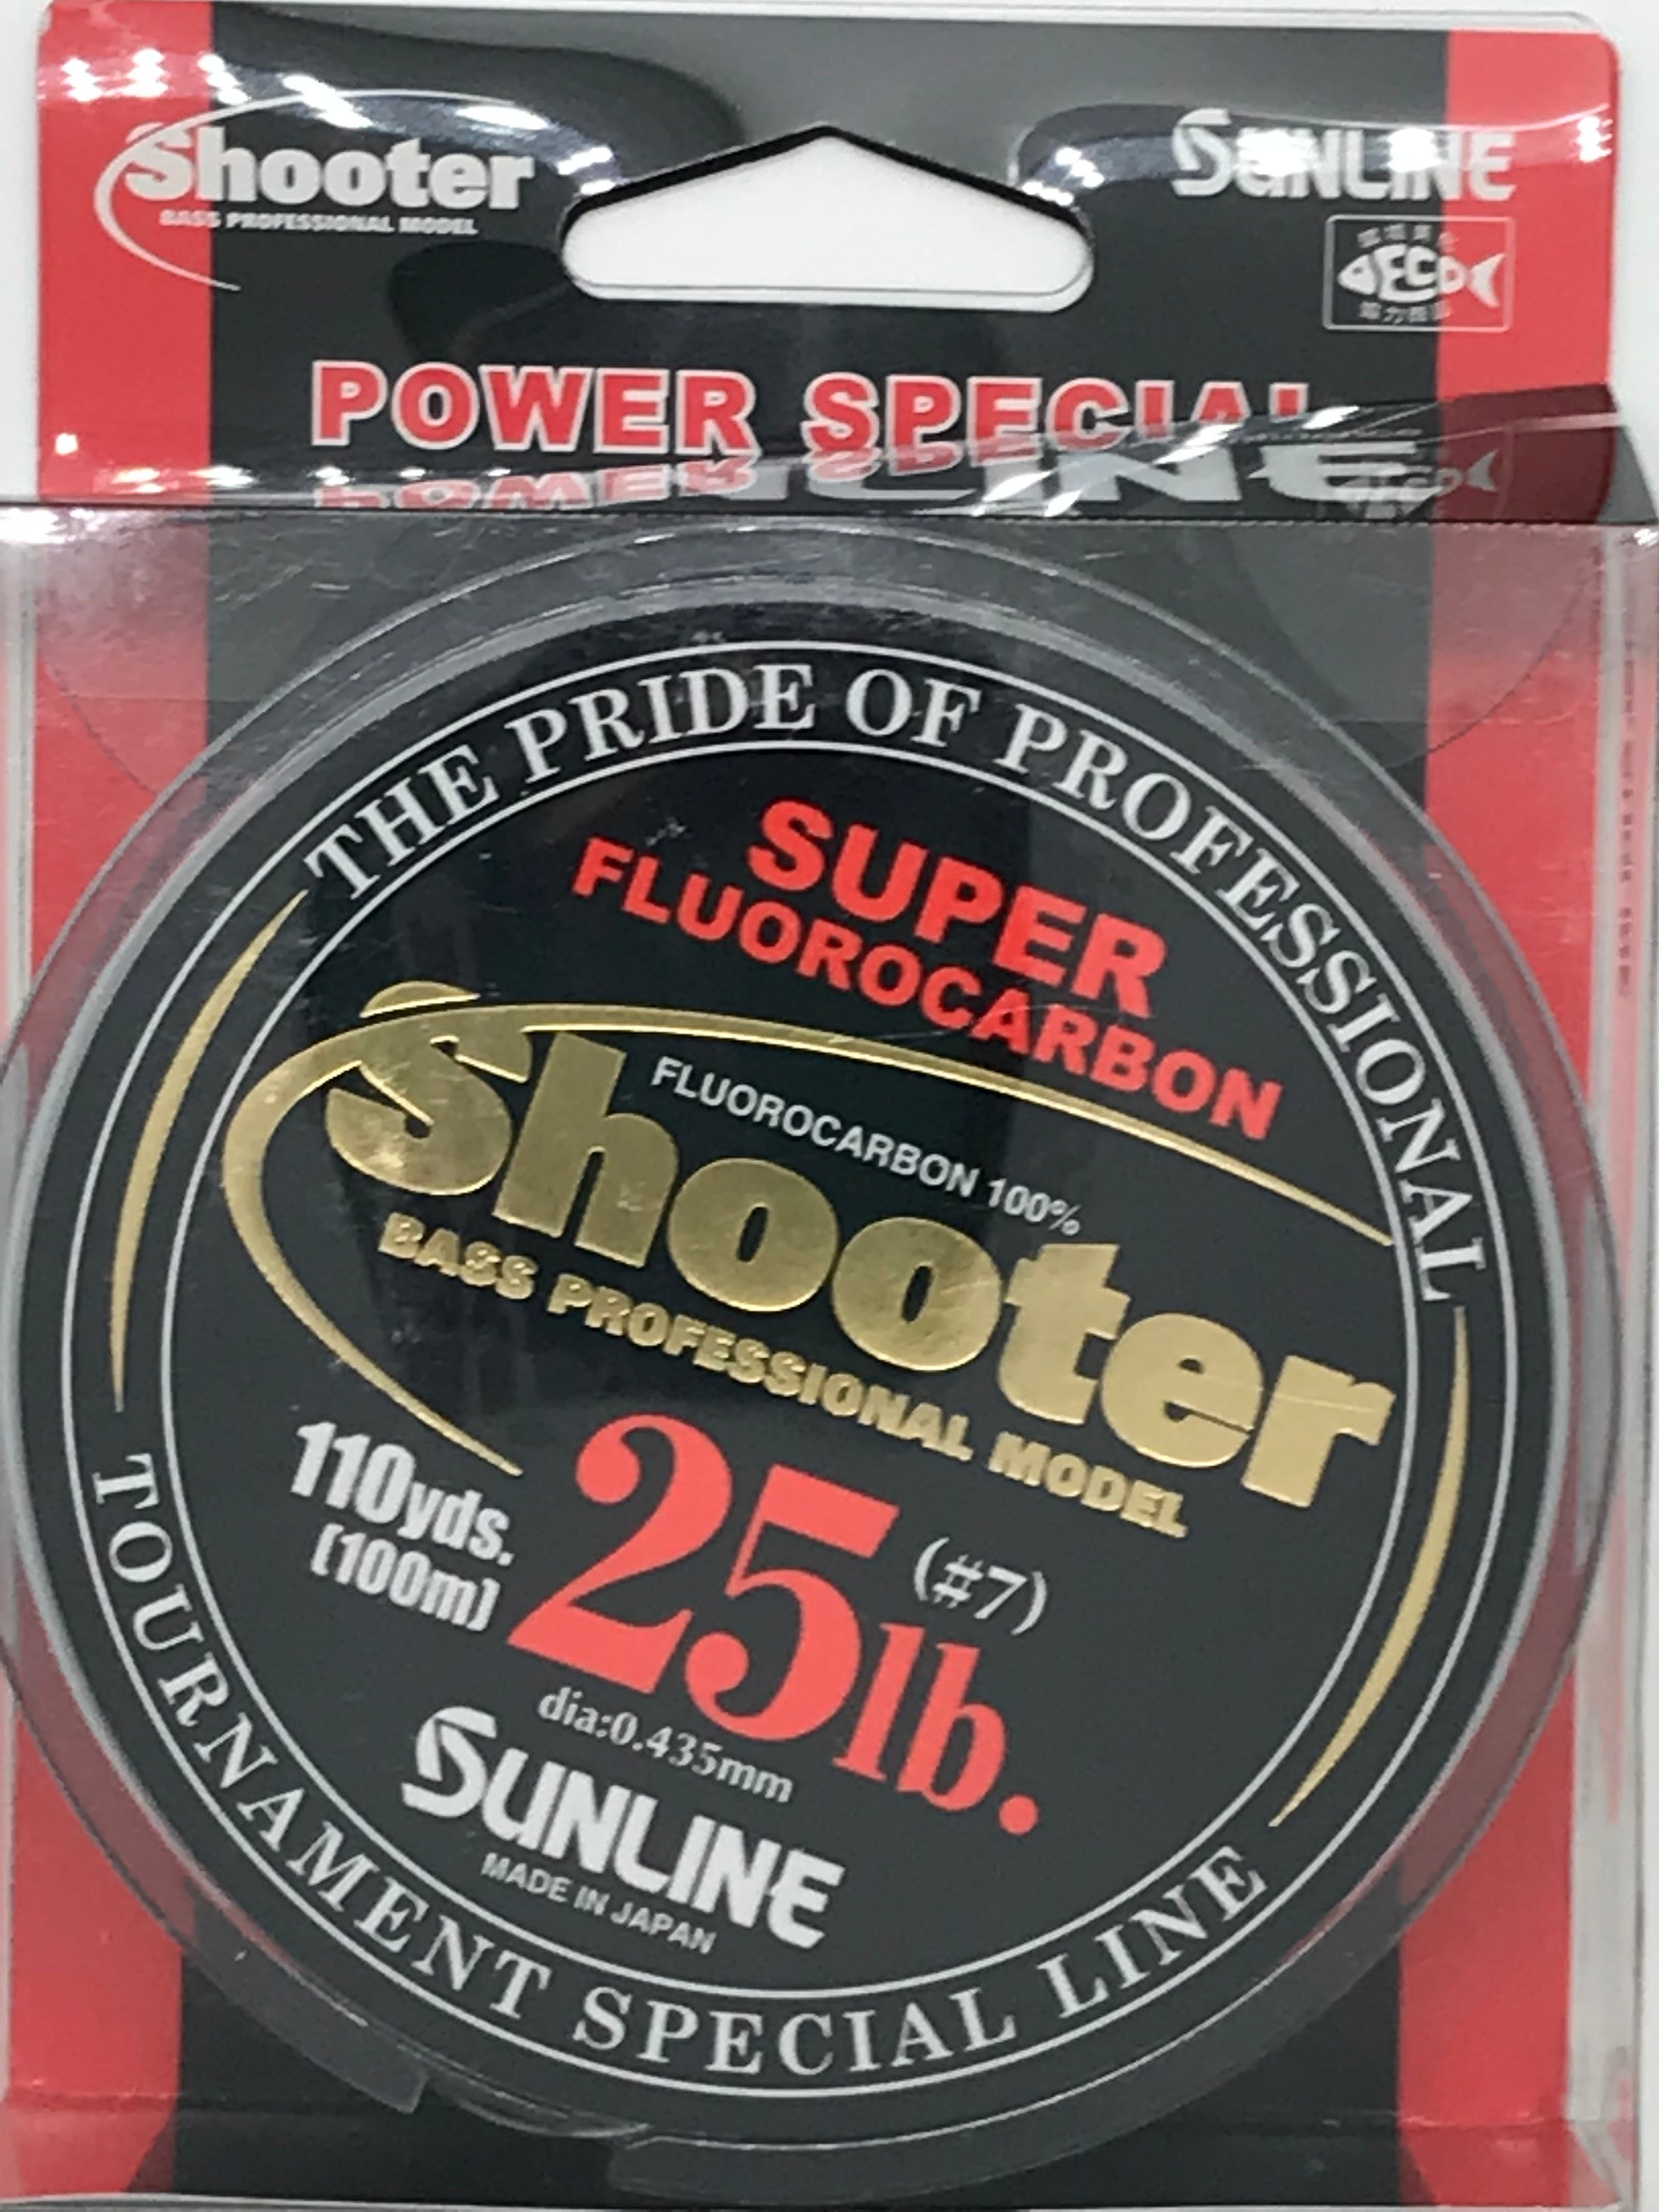 Shooter
BASS PROFESSIONAL MODEL
SUNLINE
ECO
POWER SPECIAL
THE PRIDE OF PROFESSIONAL
SUPER
FLUOROCARBON
FLUOROCARBON 100%
Shooter
BASS PROFESSIONAL MODEL
110yds.
(100m)
25lb.
(#7)
dia:0.435mm
SUNLINE
MADE IN JAPAN
TOURNAMENT SPECIAL LINE